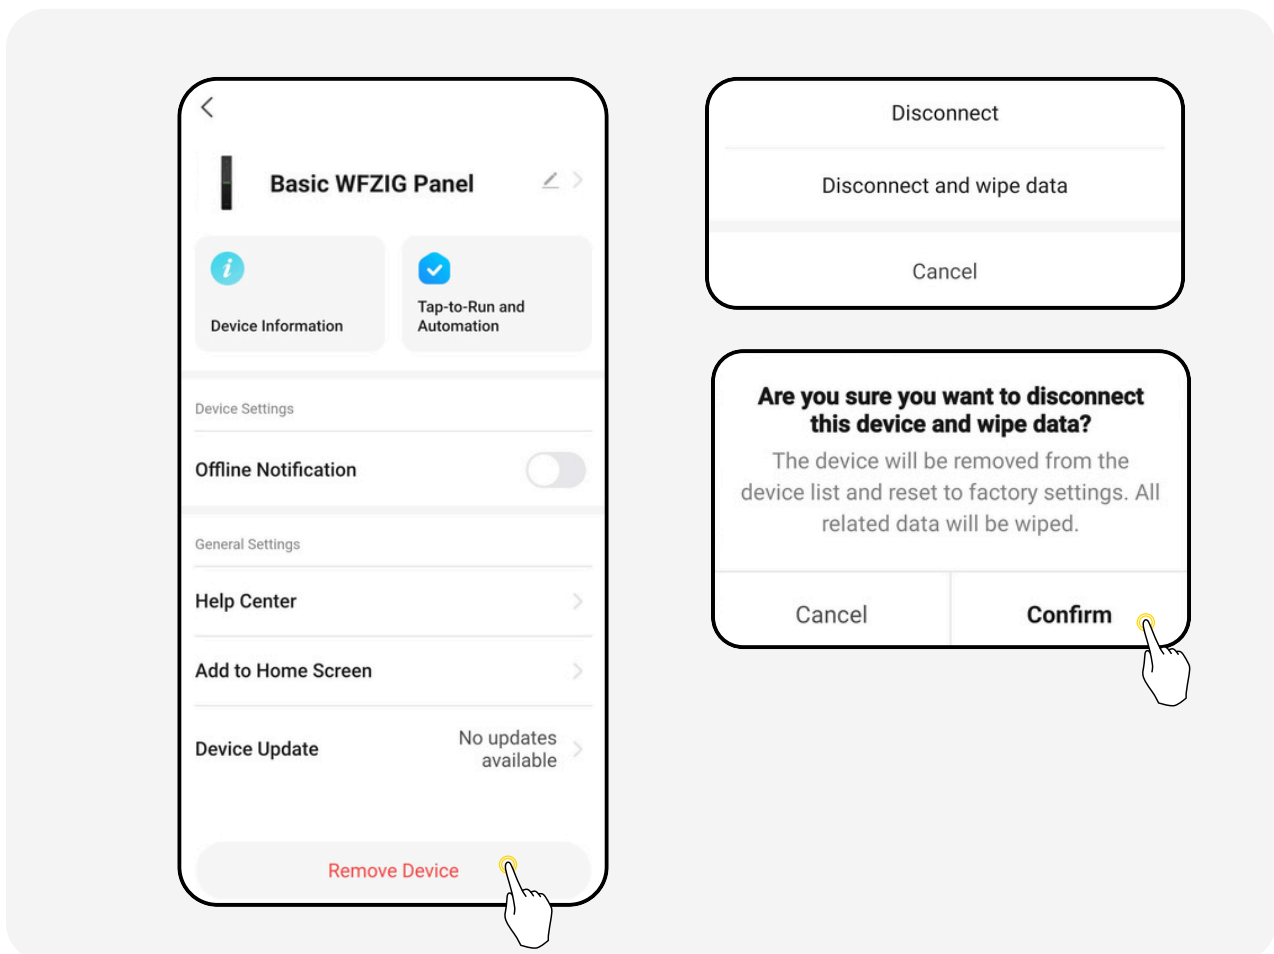 Basic WFZIG Panel
Device Information
Tap-to-Run and
Automation
Device Settings
Offline Notification
General Settings
Help Center
Add to Home Screen
Device Update
No updates
available
Remove Device
Disconnect
Disconnect and wipe data
Cancel
Are you sure you want to disconnect
this device and wipe data?
The device will be removed from the
device list and reset to factory settings. All
related data will be wiped.
Cancel
Confirm